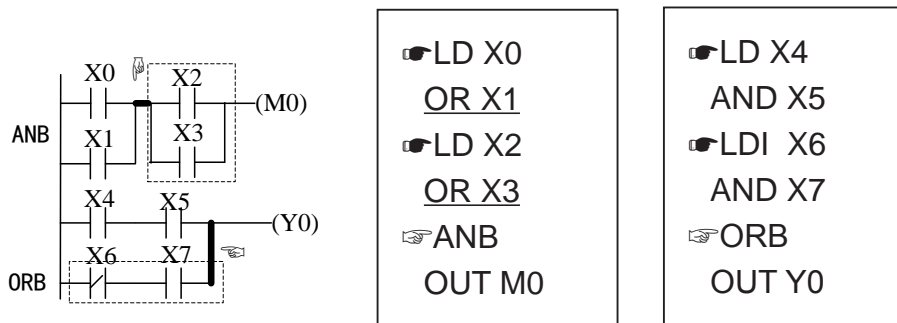 X0 X2
(M0)
ANB
X1 X3
X4 X5
(Y0)
X6 X7
ORB
☛LD X0
OR X1
☛LD X2
OR X3
☞ANB
OUT M0
☛LD X4
AND X5
☛LDI X6
AND X7
☞ORB
OUT Y0